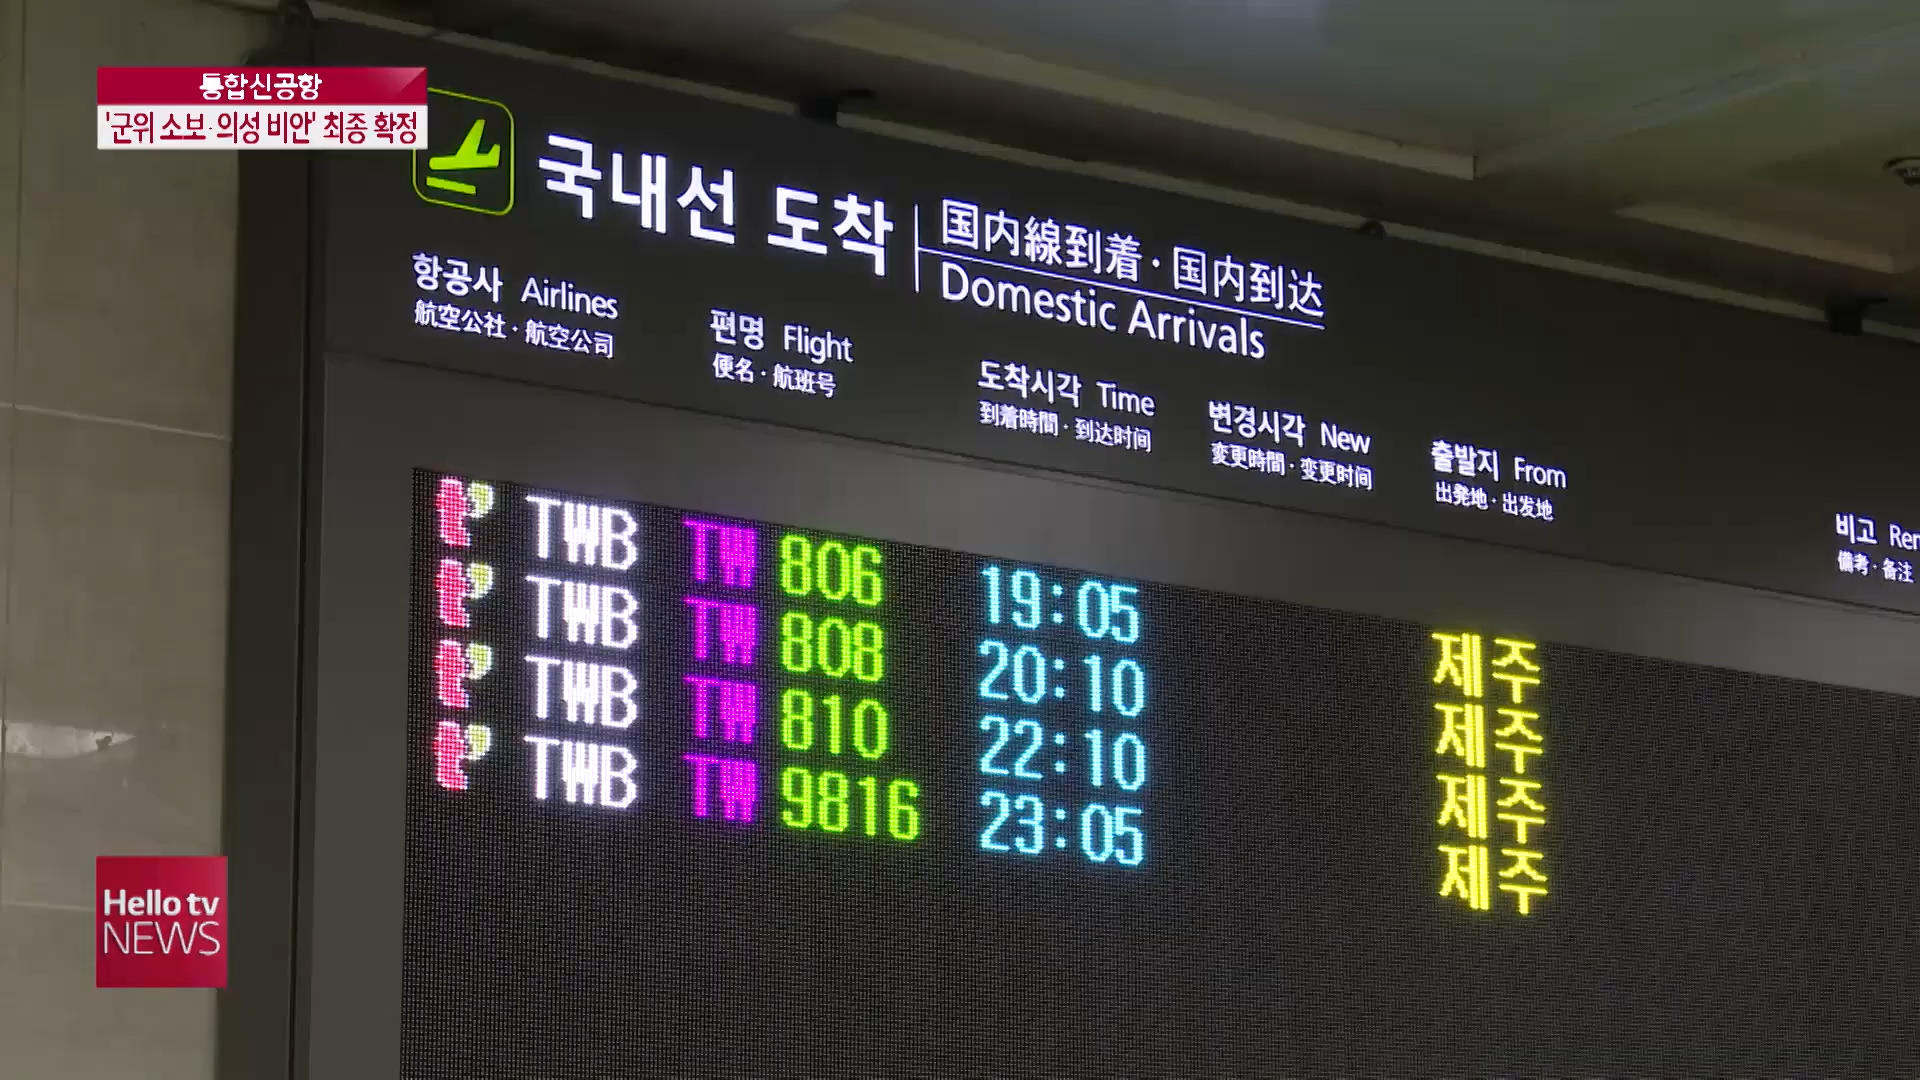 통합신공항
'군위 소보·의성 비안' 최종 확정
국내선 도착
国内線到着·国内到达
Domestic Arrivals
항공사 Airlines
航空公社·航空公司
편명 Flight
便名·航班号
도착시각 Time
到着時間·到达时间
변경시각 New
変更時間·变更时间
출발지 From
出発地·出发地
비고 Rem
備考·备注
TWB TW 806 19:05 제주
TWB TW 808 20:10 제주
TWB TW 810 22:10 제주
TWB TW 9816 23:05 제주
Hello tv
NEWS